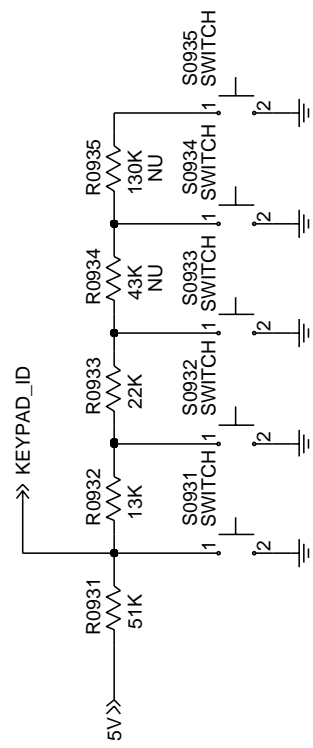 5V
KEYPAD_ID
R0931
51K
R0932
13K
R0933
22K
R0934
43K
NU
R0935
130K
NU
S0931
SWITCH
1
2
S0932
SWITCH
1
2
S0933
SWITCH
1
2
S0934
SWITCH
1
2
S0935
SWITCH
1
2